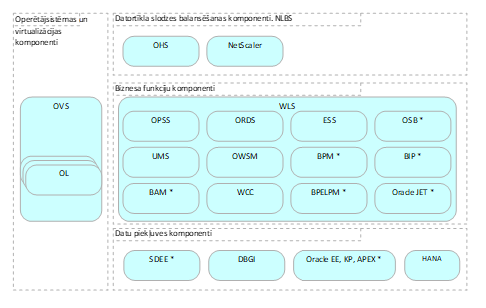 Operētājsistēmas un
virtualizācijas
komponenti
OVS
OL
Datortīkla slodzes balansēšanas komponenti. NLBS
OHS
NetScaler
Biznesa funkciju komponenti
WLS
OPSS
ORDS
ESS
OSB *
UMS
OWSM
BPM *
BIP *
BAM *
WCC
BPELPM *
Oracle JET *
Datu piekļuves komponenti
SDEE *
DBGI
Oracle EE, KP, APEX *
HANA